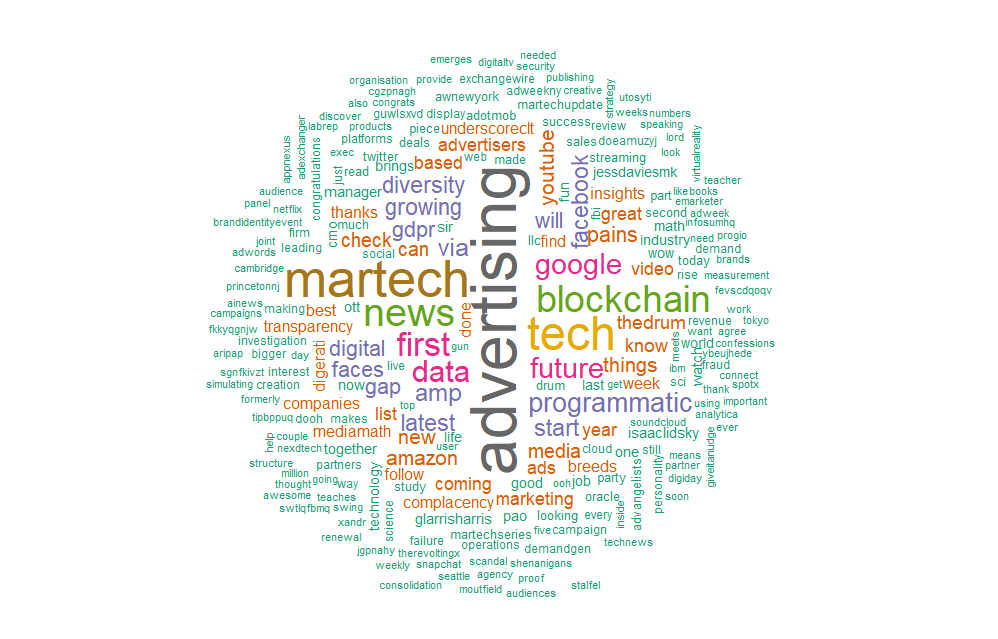 needed
emerges
digitaltv
security
organisation
provide
exchangewire
publishing
cgzpnagh
adweekny
creative
strategy
utosyti
also
congrats
awnewyork
martechupdate
discover
guwlsxvd
display
adotmob
success
weeks
numbers
labrep
products
piece
underscoreclt
review
speaking
appnexus
adexchanger
congratulations
platforms
deals
advertisers
youtube
sales
doeamuzyj
lord
virtualreality
exec
twitter
web
made
streaming
look
just
read
brings
based
facebook
jessdaviesmk
teacher
audience
manager
diversity
advertising
fun
insights
part
like
books
panel
netflix
thanks
growing
will
fbi
great
second
adweek
emarketer
brandidentityevent
cmo
much
gdpr
sir
pains
math
infosumhq
firm
check
can
via
llc
find
industry
need
progio
joint
leading
social
wow
demand
adwords
google
video
today
brands
cambridge
martech
rise
measurement
princetonnj
blockchain
fevscdqoqv
ainews
making
best
ott
news
done
tech
thedrum
revenue
work
campaigns
tokyo
fkkyqgnjw
transparency
want
agree
investigation
digerati
digital
first
gun
know
meets
world
confessions
aripap
bigger
day
faces
live
data
future
things
ibm
watch
ybeujhede
fraud
sgnfkivzt
interest
connect
simulating
creation
now
gap
amp
drum
last
get
week
sci
thank
spotx
formerly
companies
list
top
latest
programmatic
using
important
tipbppuq
dooh
makes
start
year
soundcloud
analytica
help
couple
mediamath
new
life
isaaclidsky
ever
nexdtech
together
user
media
cloud
one
still
giveitanudge
structure
partners
amazon
ads
breeds
advangelists
personality
means
partner
million
going
technology
follow
coming
good
ooh
job
party
digiday
thought
way
study
awesome
teaches
complacency
marketing
oracle
soon
swtlqfbmq
swing
science
glarrisharris
pao
looking
every
inside
xandr
martechseries
five
campaign
renewal
failure
operations
demandgen
technews
jgpnahy
therevoltingx
weekly
snapchat
scandal
shenanigans
seattle
agency
proof
consolidation
moutfield
audiences
stalfel